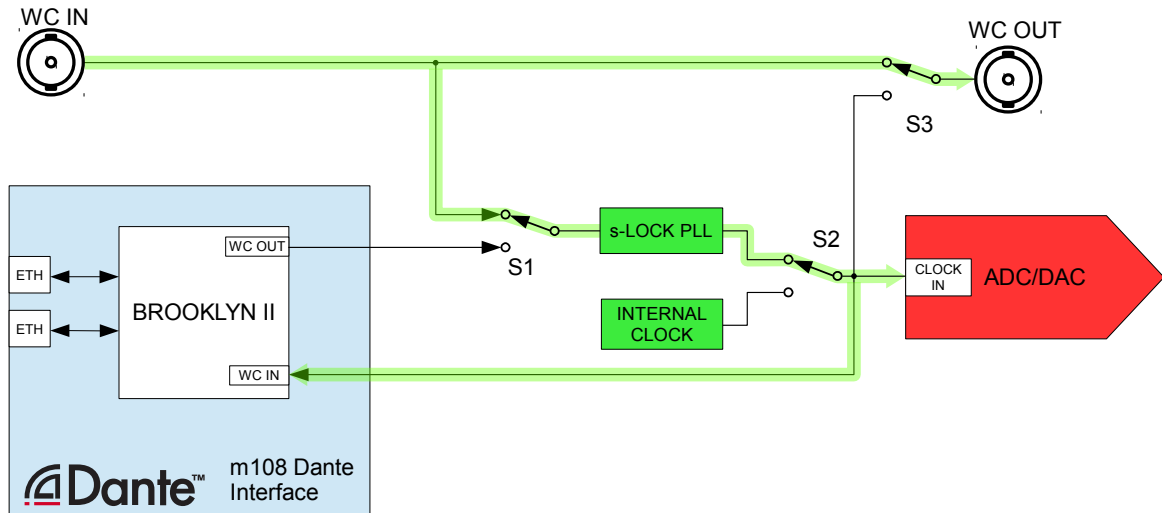 WC IN
WC OUT
S3
WC OUT
S1
s-LOCK PLL
S2
ETH
ETH
BROOKLYN II
WC IN
INTERNAL
CLOCK
CLOCK
IN
ADC/DAC
Dante™
m108 Dante
Interface